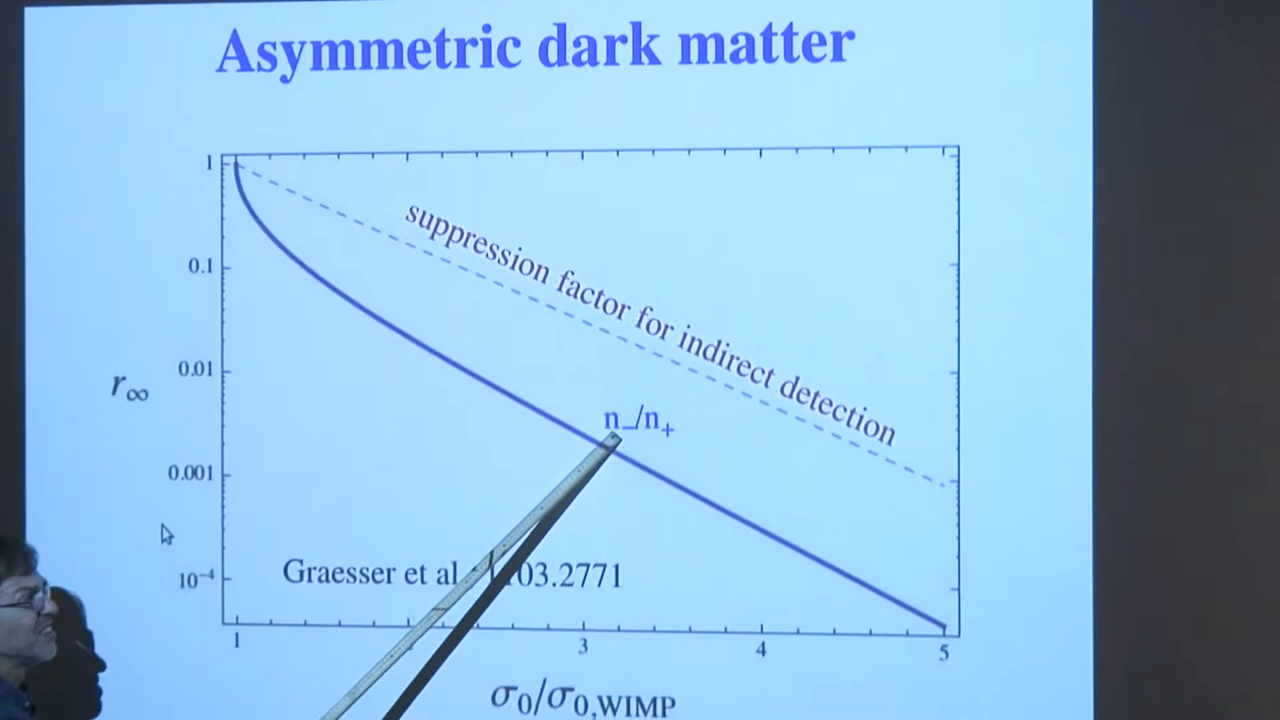 Asymmetric dark matter
1
0.1
0.01
0.001
10⁻⁴
r∞
suppression factor for indirect detection
n₋/n₊
Graesser et al 03.2771
1
3
4
5
σ₀/σ₀,WIMP